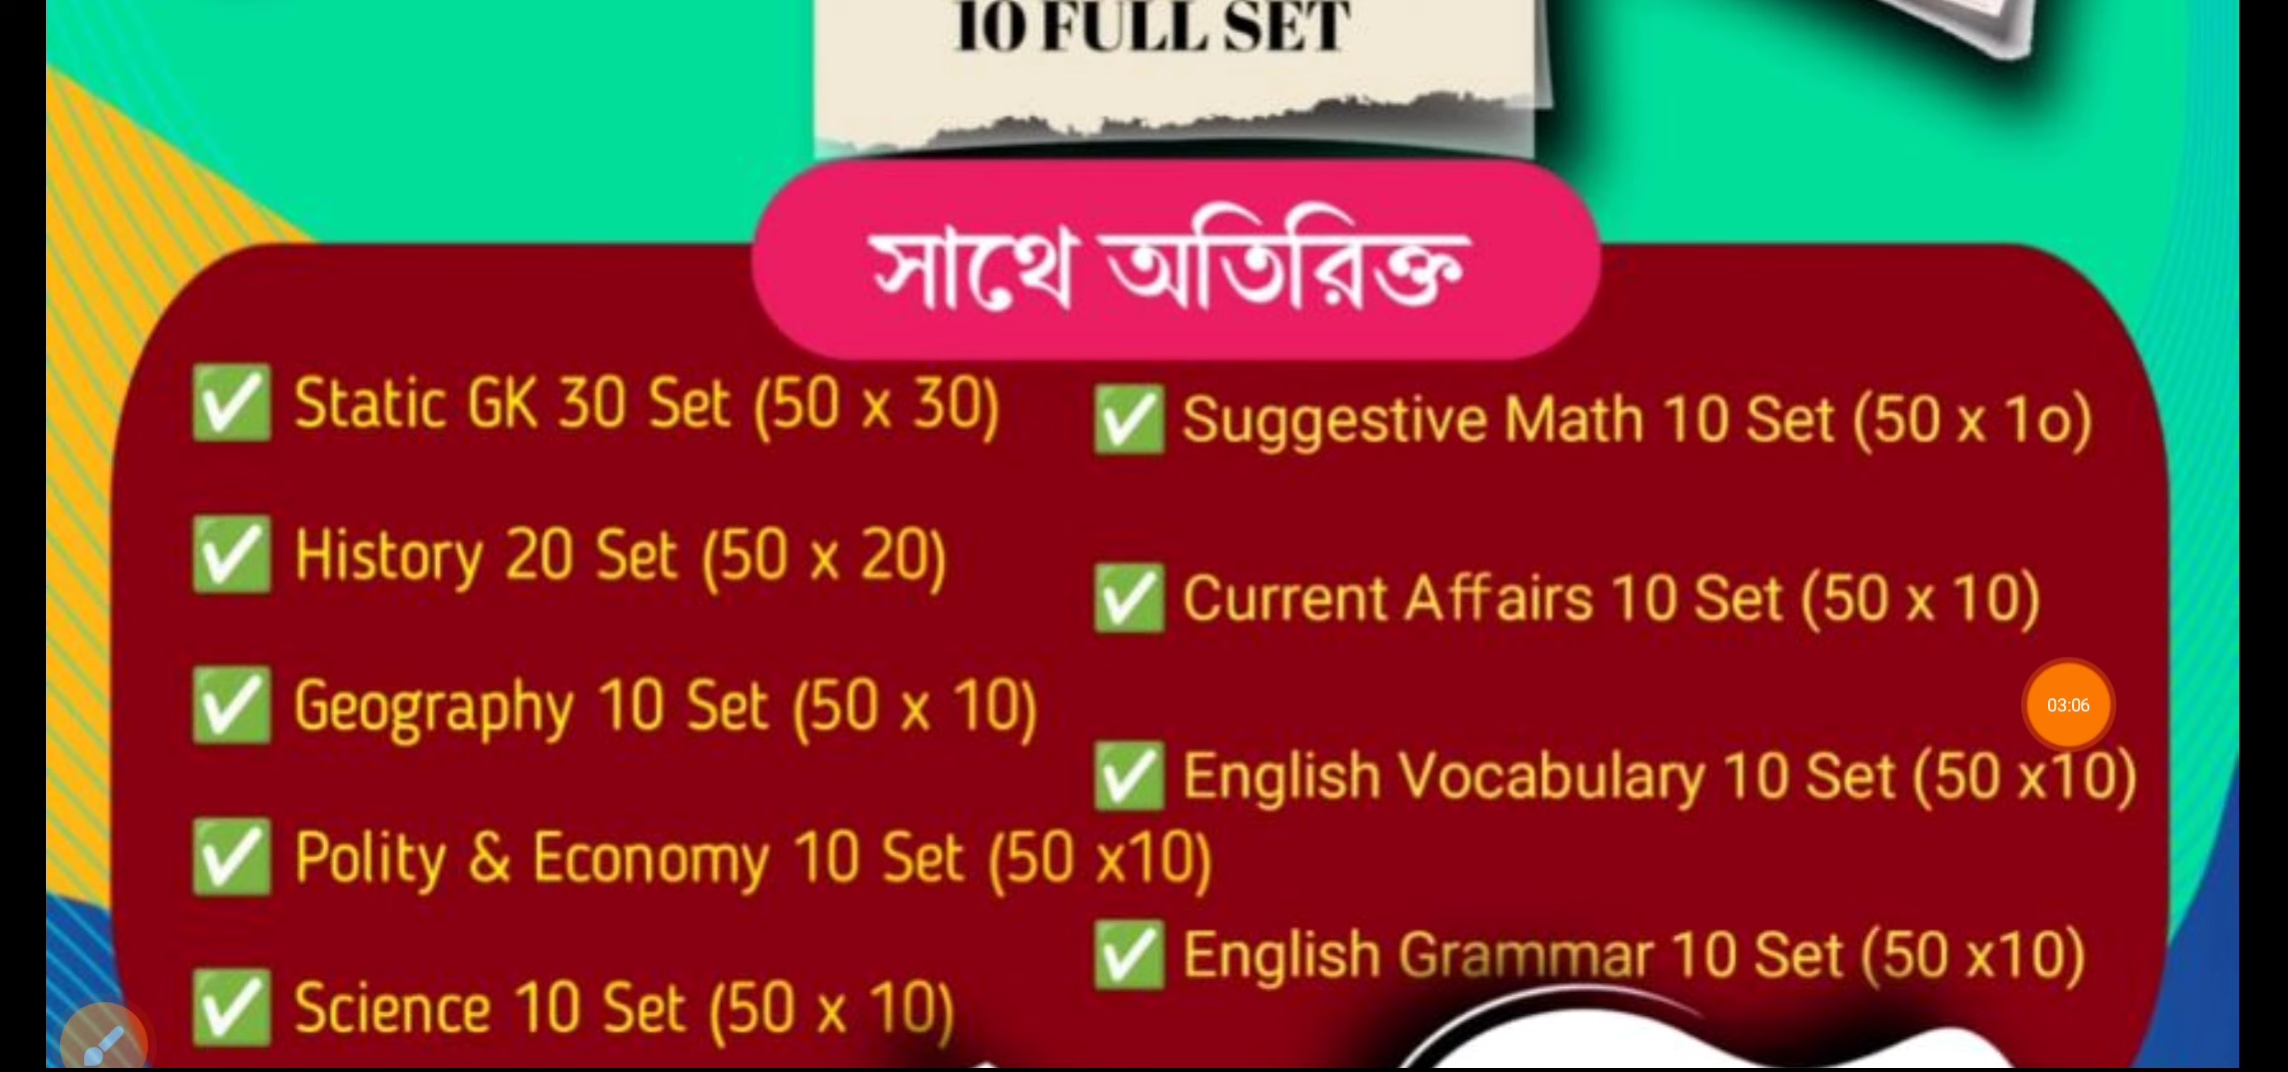 10 FULL SET
সাথে অতিরিক্ত
✅ Static GK 30 Set (50 x 30)
✅ History 20 Set (50 x 20)
✅ Geography 10 Set (50 x 10)
✅ Polity & Economy 10 Set (50 x10)
✅ Science 10 Set (50 x 10)
✅ Suggestive Math 10 Set (50 x 1o)
✅ Current Affairs 10 Set (50 x 10)
✅ English Vocabulary 10 Set (50 x10)
✅ English Grammar 10 Set (50 x10)
03:06